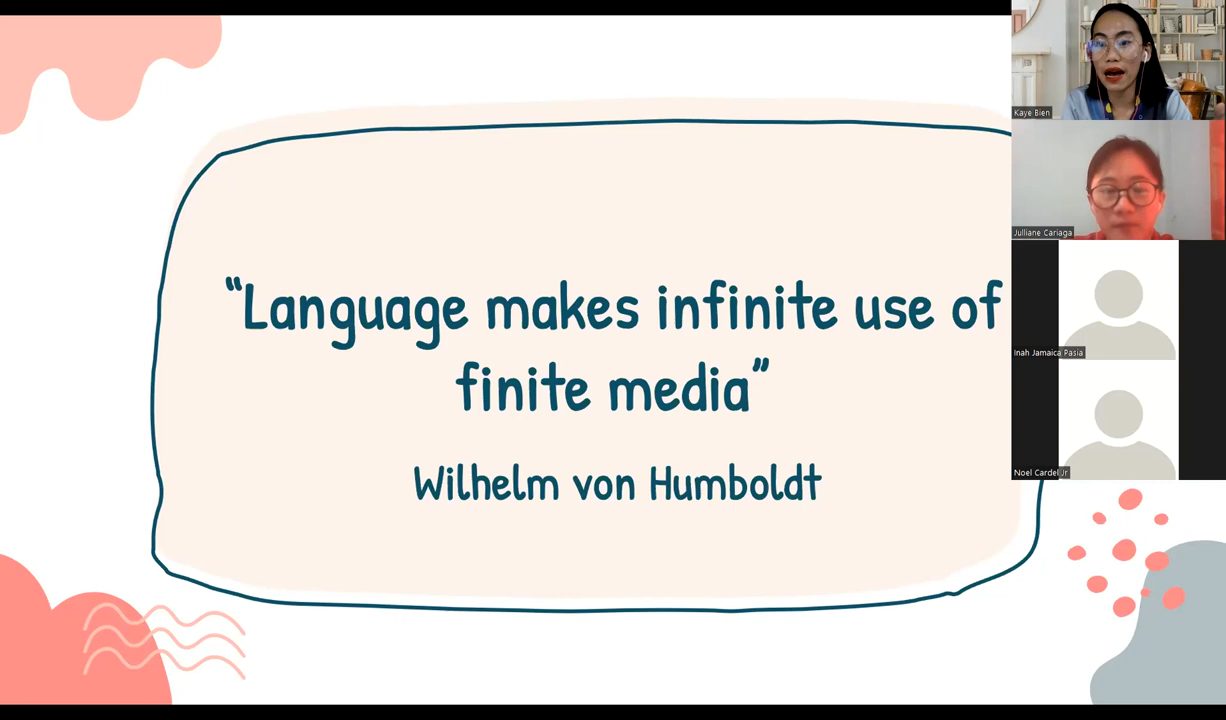 “Language makes infinite use of
finite media”
Wilhelm von Humboldt
Kaye Bien
Julliane Cariaga
Inah Jamaica Pasia
Noel Cardel Jr